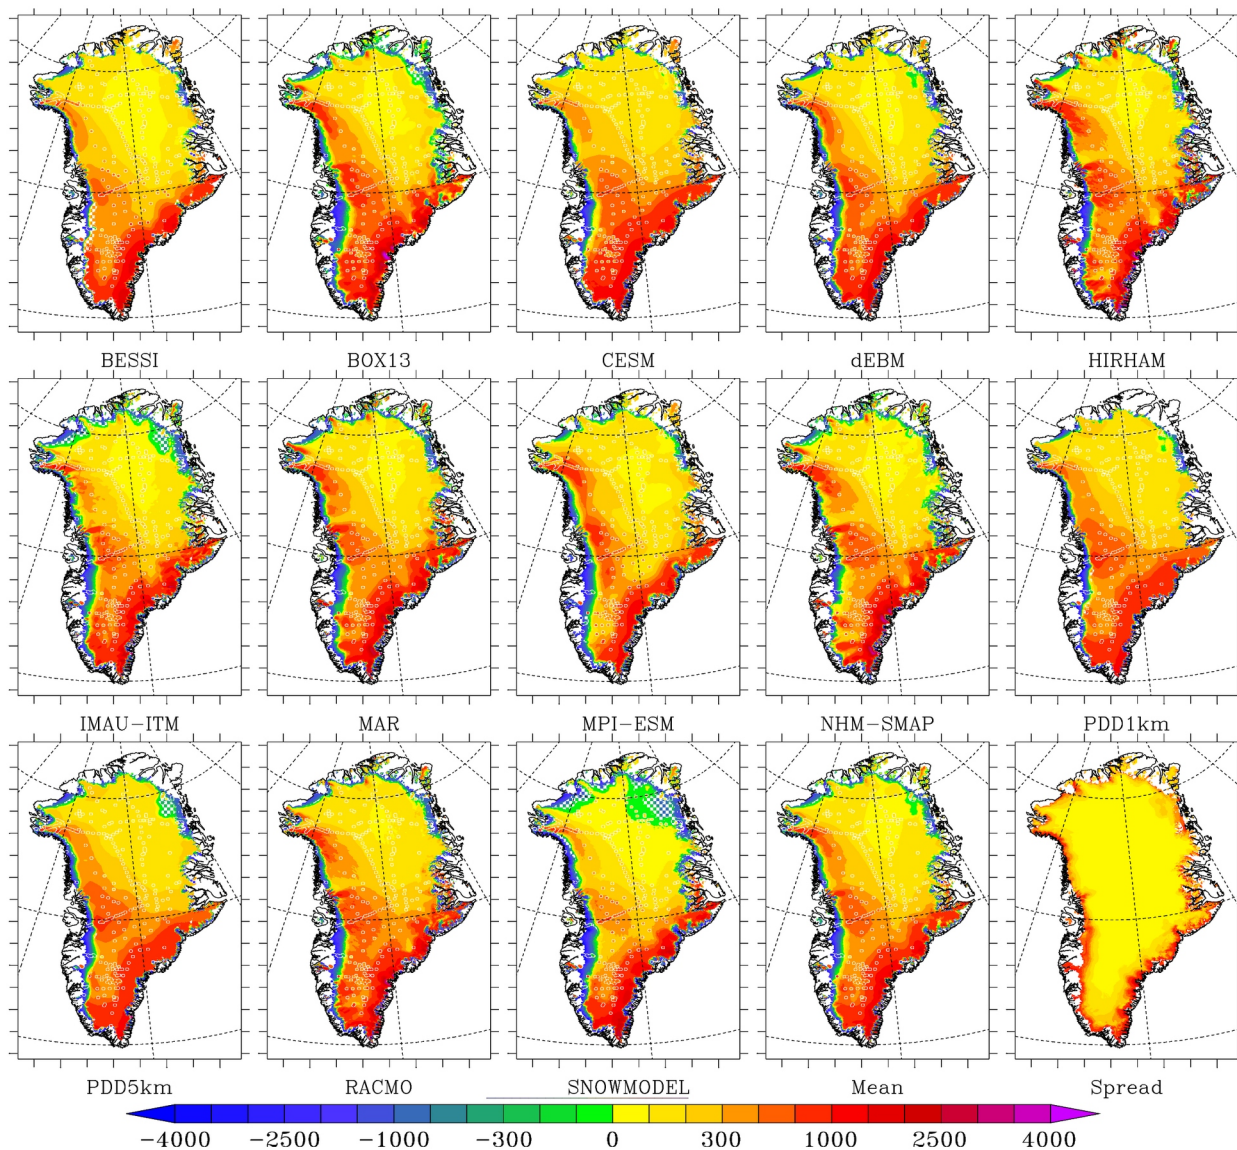 BESSI BOX13 CESM dEBM HIRHAM
IMAU-ITM MAR MPI-ESM NHM-SMAP PDD1km
PDD5km RACMO SNOWMODEL Mean Spread
-4000 -2500 -1000 -300 0 300 1000 2500 4000